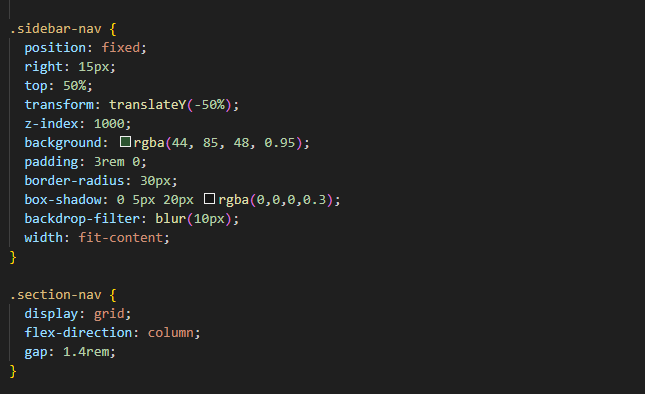 .sidebar-nav {
  position: fixed;
  right: 15px;
  top: 50%;
  transform: translateY(-50%);
  z-index: 1000;
  background: rgba(44, 85, 48, 0.95);
  padding: 3rem 0;
  border-radius: 30px;
  box-shadow: 0 5px 20px rgba(0,0,0,0.3);
  backdrop-filter: blur(10px);
  width: fit-content;
}

.section-nav {
  display: grid;
  flex-direction: column;
  gap: 1.4rem;
}